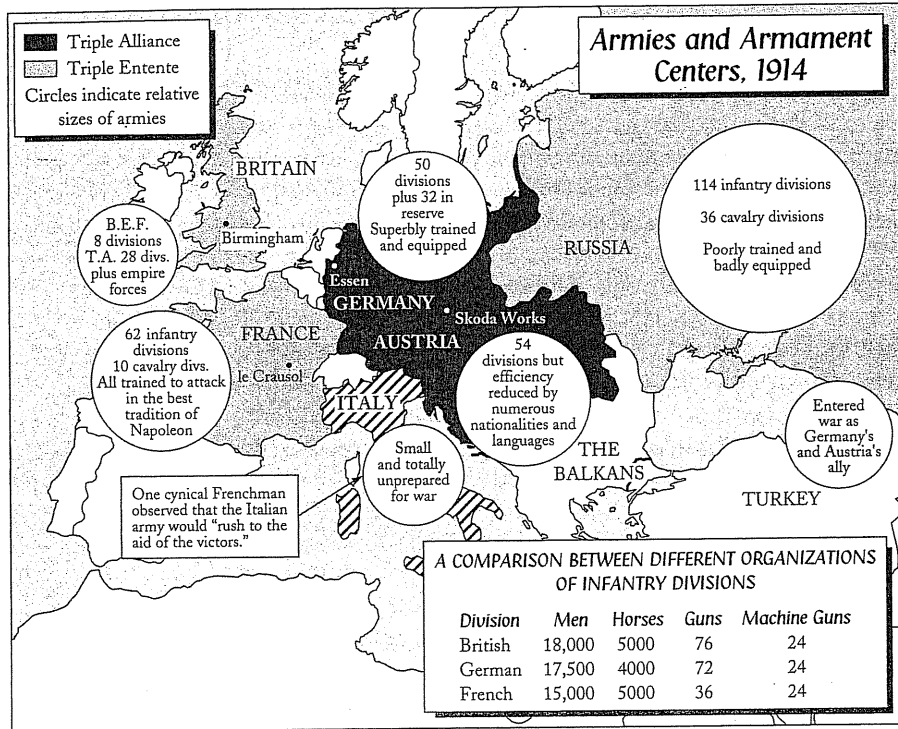 Triple Alliance
Triple Entente
Circles indicate relative
sizes of armies
Armies and Armament
Centers, 1914
BRITAIN
Birmingham
B.E.F.
8 divisions
T.A. 28 divs.
plus empire
forces
50
divisions
plus 32 in
reserve
Superbly trained
and equipped
114 infantry divisions
36 cavalry divisions
Poorly trained and
badly equipped
RUSSIA
Essen
GERMANY
Skoda Works
AUSTRIA
FRANCE
le Crausol
62 infantry
divisions
10 cavalry divs.
All trained to attack
in the best
tradition of
Napoleon
54
divisions but
efficiency
reduced by
numerous
nationalities and
languages
ITALY
Small
and totally
unprepared
for war
THE
BALKANS
Entered
war as
Germany's
and Austria's
ally
TURKEY
One cynical Frenchman
observed that the Italian
army would “rush to the
aid of the victors.”
A COMPARISON BETWEEN DIFFERENT ORGANIZATIONS
OF INFANTRY DIVISIONS
Division Men Horses Guns Machine Guns
British 18,000 5000 76 24
German 17,500 4000 72 24
French 15,000 5000 36 24